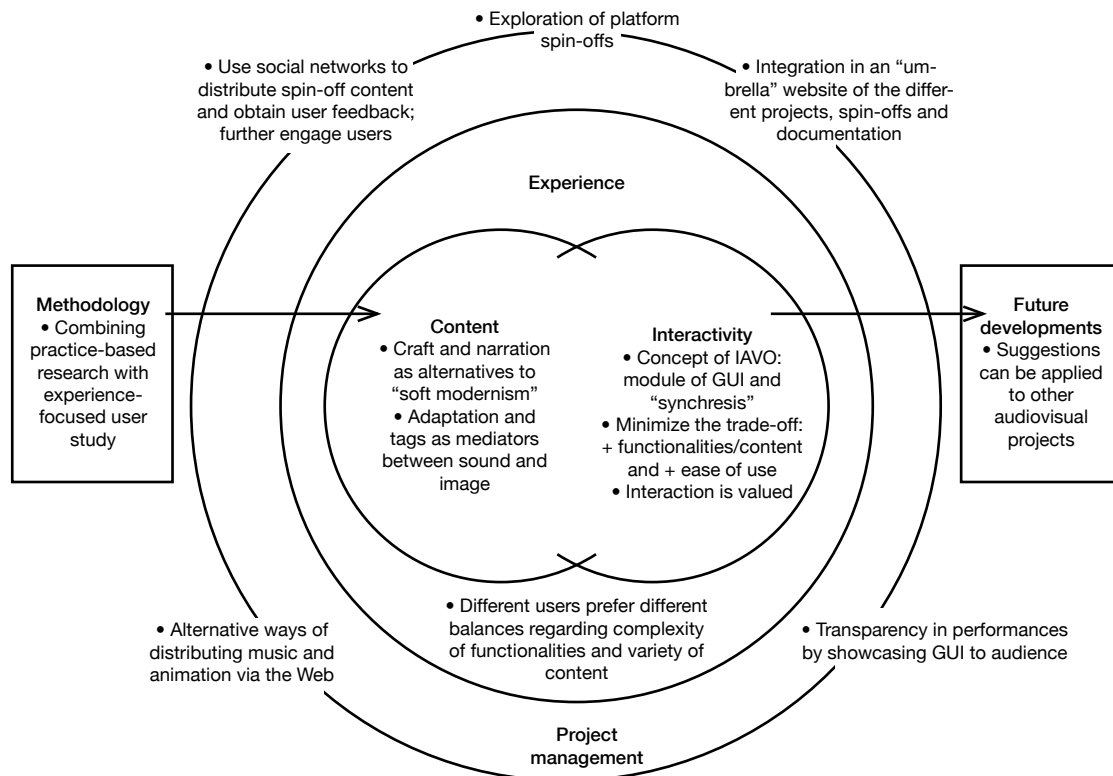 • Exploration of platform
spin-offs
• Use social networks to
distribute spin-off content
and obtain user feedback;
further engage users
• Integration in an “um-
brella” website of the differ-
ent projects, spin-offs and
documentation
Experience
Methodology
• Combining
practice-based
research with
experience-
focused user
study
Content
• Craft and narration
as alternatives to
“soft modernism”
• Adaptation and
tags as mediators
between sound and
image
Interactivity
• Concept of IAVO:
module of GUI and
“synchresis”
• Minimize the trade-off:
+ functionalities/content
and + ease of use
• Interaction is valued
Future
developments
• Suggestions
can be applied
to other
audiovisual
projects
• Different users prefer different
balances regarding complexity
of functionalities and variety of
content
• Alternative ways of
distributing music and
animation via the Web
• Transparency in performances
by showcasing GUI to audience
Project
management